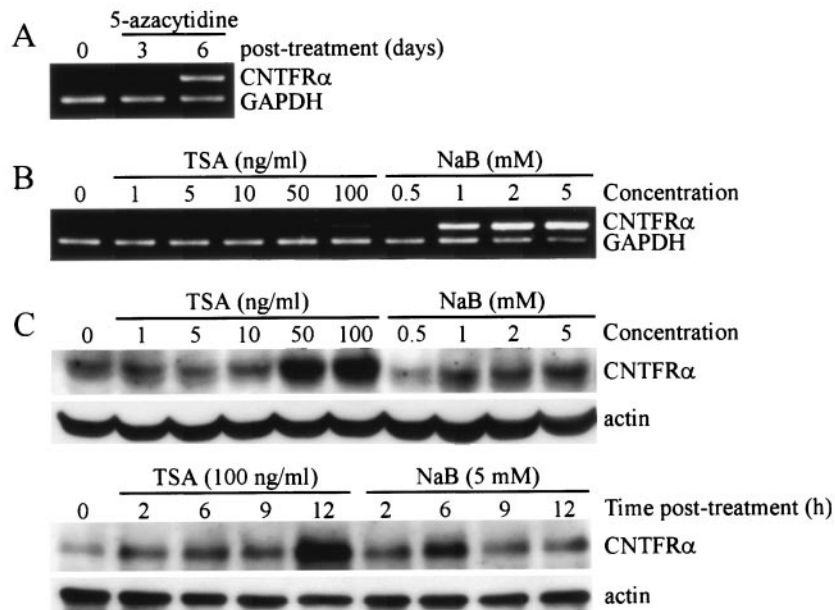 A
5-azacytidine
0 3 6 post-treatment (days)
CNTFRα
GAPDH
B
TSA (ng/ml) NaB (mM)
0 1 5 10 50 100 0.5 1 2 5 Concentration
CNTFRα
GAPDH
C
TSA (ng/ml) NaB (mM)
0 1 5 10 50 100 0.5 1 2 5 Concentration
CNTFRα
actin
TSA (100 ng/ml) NaB (5 mM)
0 2 6 9 12 2 6 9 12 Time post-treatment (h)
CNTFRα
actin